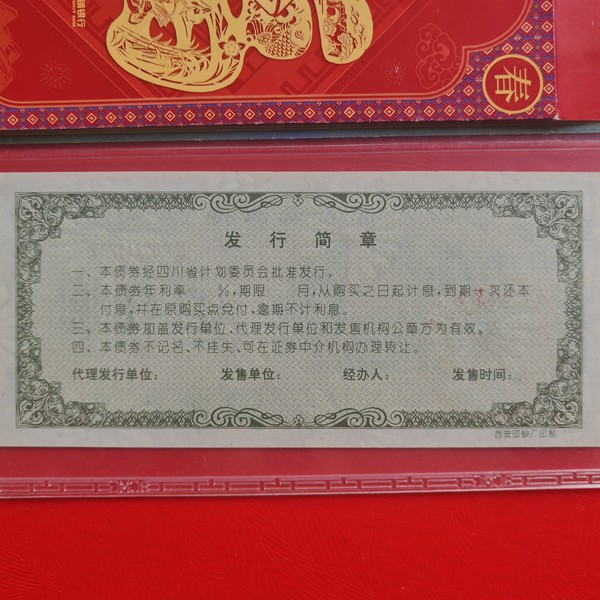 春
发行简章
一、本债券经四川省计划委员会批准发行。
二、本债券年利率 %,期限 月,从购买之日起计息,到期一次还本
付息,并在原购买点兑付,逾期不计利息。
三、本债券加盖发行单位、代理发行单位和发售机构公章方为有效。
四、本债券不记名、不挂失、可在证券中介机构办理转让。
代理发行单位: 发售单位: 经办人: 发售时间:
西安印钞厂印制